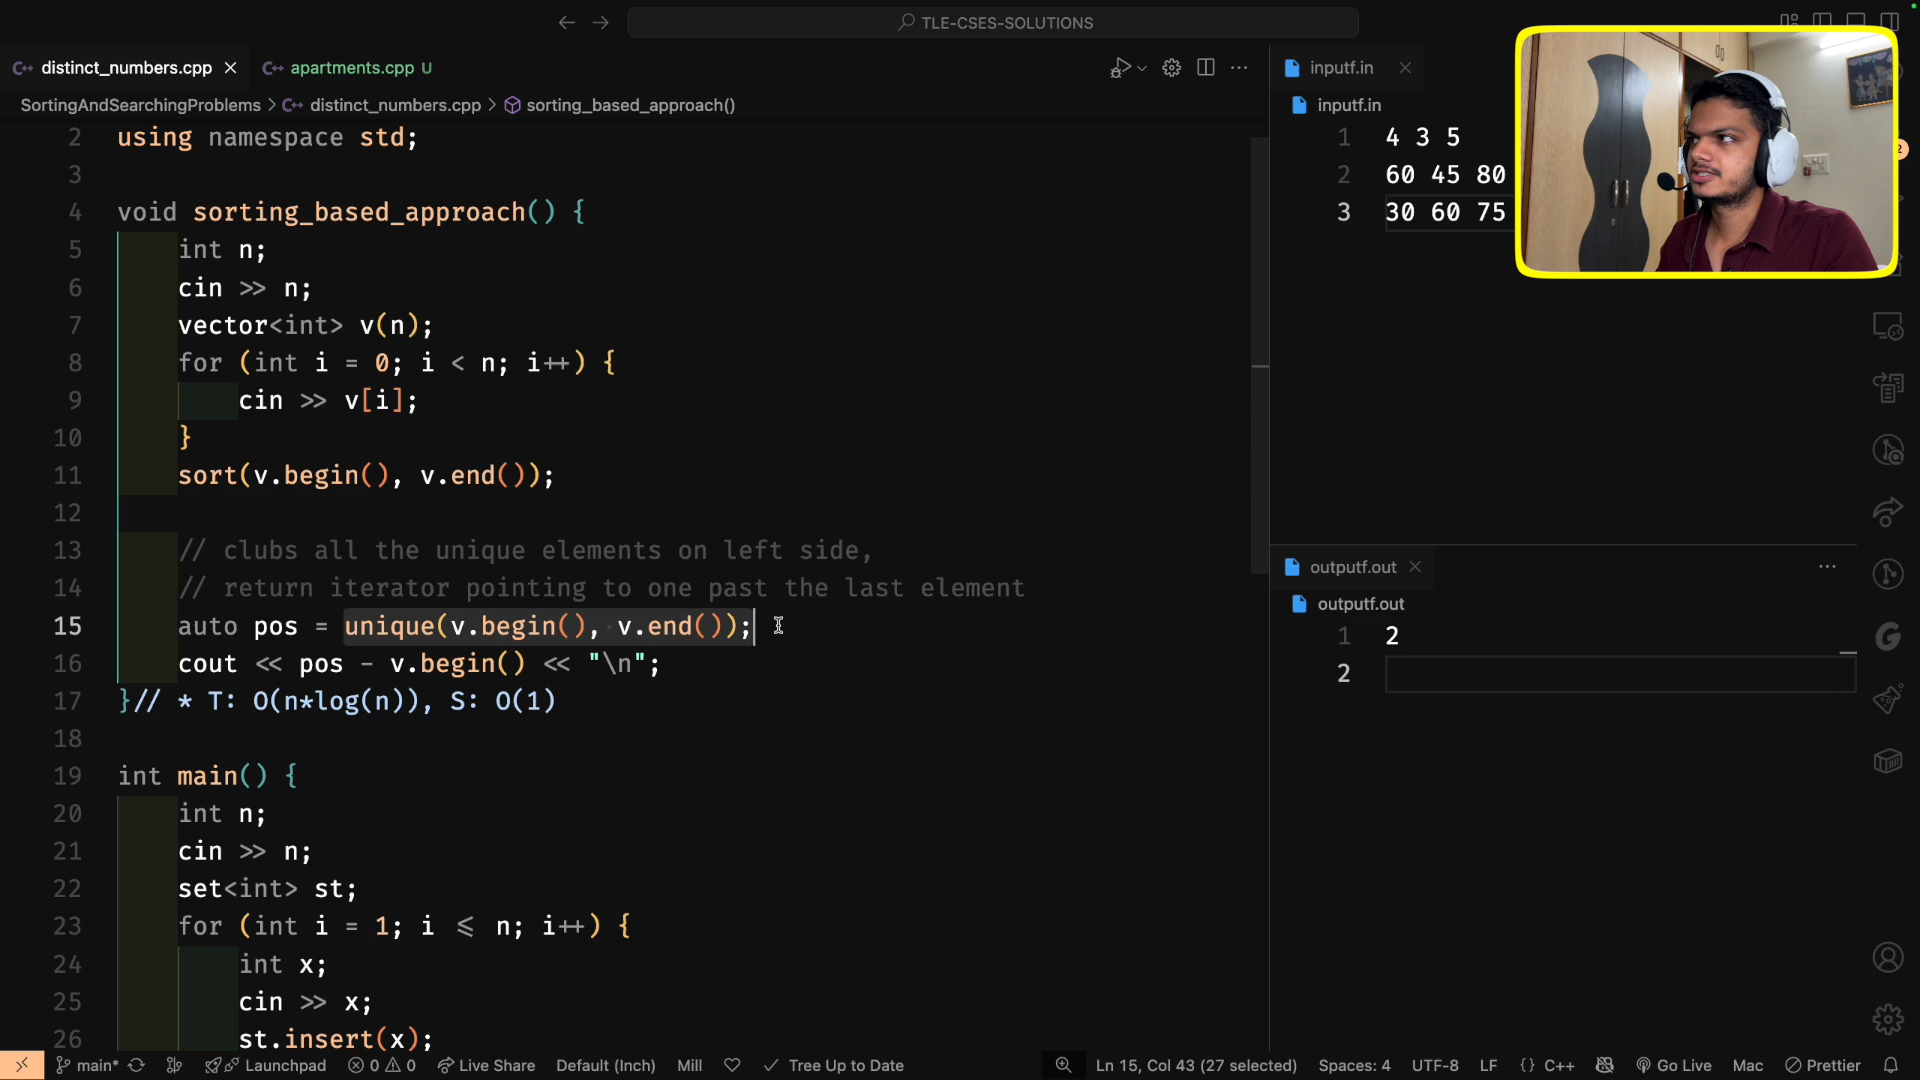 TLE-CSES-SOLUTIONS
distinct_numbers.cpp
apartments.cpp U
SortingAndSearchingProblems > distinct_numbers.cpp > sorting_based_approach()
2 using namespace std;
3
4 void sorting_based_approach() {
5 int n;
6 cin >> n;
7 vector<int> v(n);
8 for (int i = 0; i < n; i++) {
9 cin >> v[i];
10 }
11 sort(v.begin(), v.end());
12
13 // clubs all the unique elements on left side,
14 // return iterator pointing to one past the last element
15 auto pos = unique(v.begin(), v.end());
16 cout << pos - v.begin() << "\n";
17 }// * T: O(n*log(n)), S: O(1)
18
19 int main() {
20 int n;
21 cin >> n;
22 set<int> st;
23 for (int i = 1; i <= n; i++) {
24 int x;
25 cin >> x;
26 st.insert(x);
inputf.in
inputf.in
1 4 3 5
2 60 45 80
3 30 60 75
2
outputf.out
outputf.out
1 2
2
main* Launchpad 0 0 Live Share Default (Inch) Mill Tree Up to Date Ln 15, Col 43 (27 selected) Spaces: 4 UTF-8 LF {} C++ Go Live Mac Prettier